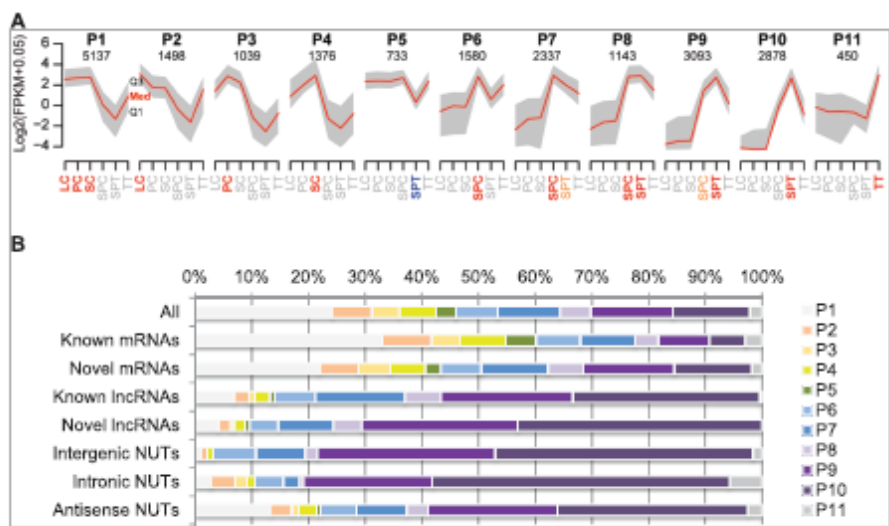 A
P1 P2 P3 P4 P5 P6 P7 P8 P9 P10 P11
5137 1498 1039 1376 733 1580 2337 1143 3093 2878 450
Log2(FPKM+0.05)
6
4
2
0
−2
−4
Q3
Med
Q1
LC PC SC SPC SPT TT LC PC SC SPC SPT TT LC PC SC SPC SPT TT LC PC SC SPC SPT TT LC PC SC SPC SPT TT LC PC SC SPC SPT TT LC PC SC SPC SPT TT LC PC SC SPC SPT TT LC PC SC SPC SPT TT LC PC SC SPC SPT TT LC PC SC SPC SPT TT
B
0% 10% 20% 30% 40% 50% 60% 70% 80% 90% 100%
All
Known mRNAs
Novel mRNAs
Known lncRNAs
Novel lncRNAs
Intergenic NUTs
Intronic NUTs
Antisense NUTs
P1
P2
P3
P4
P5
P6
P7
P8
P9
P10
P11